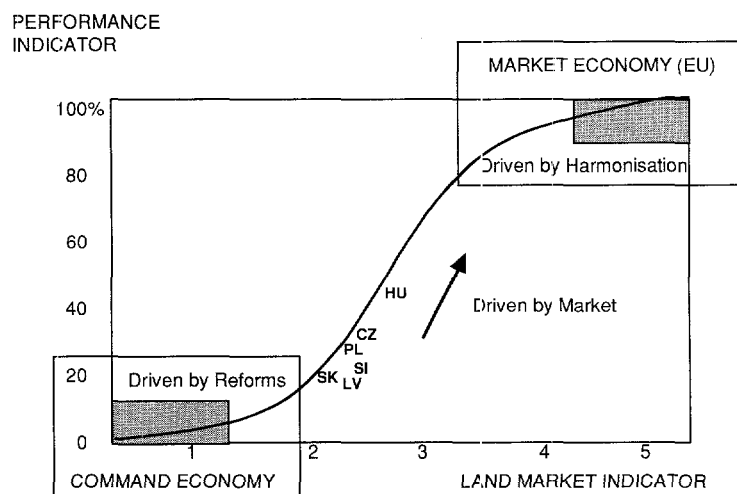 PERFORMANCE
INDICATOR
MARKET ECONOMY (EU)
100%
Driven by Harmonisation
80
60
40
HU
Driven by Market
CZ
PL
20
Driven by Reforms
SK
SI
LV
0
1
2
3
4
5
COMMAND ECONOMY
LAND MARKET INDICATOR